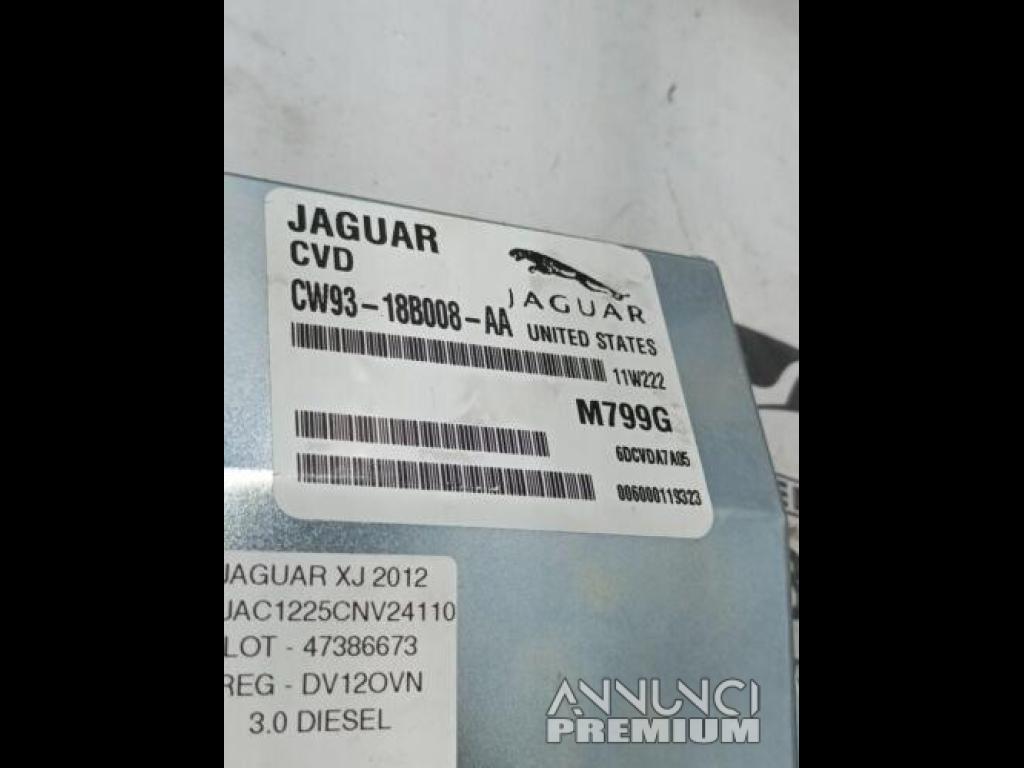 JAGUAR
CVD
CW93-18B008-AA
JAGUAR
UNITED STATES
11W222
M799G
6DCVDA7A05
006000119323
JAGUAR XJ 2012
JAC1225CNV24110
LOT - 47386673
REG - DV12OVN
3.0 DIESEL
ANNUNCI
PREMIUM